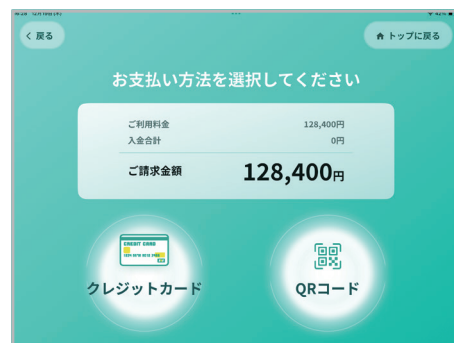 戻る
トップに戻る
お支払い方法を選択してください
ご利用料金 128,400円
入金合計 0円
ご請求金額 128,400円
CREDIT CARD
クレジットカード
QRコード